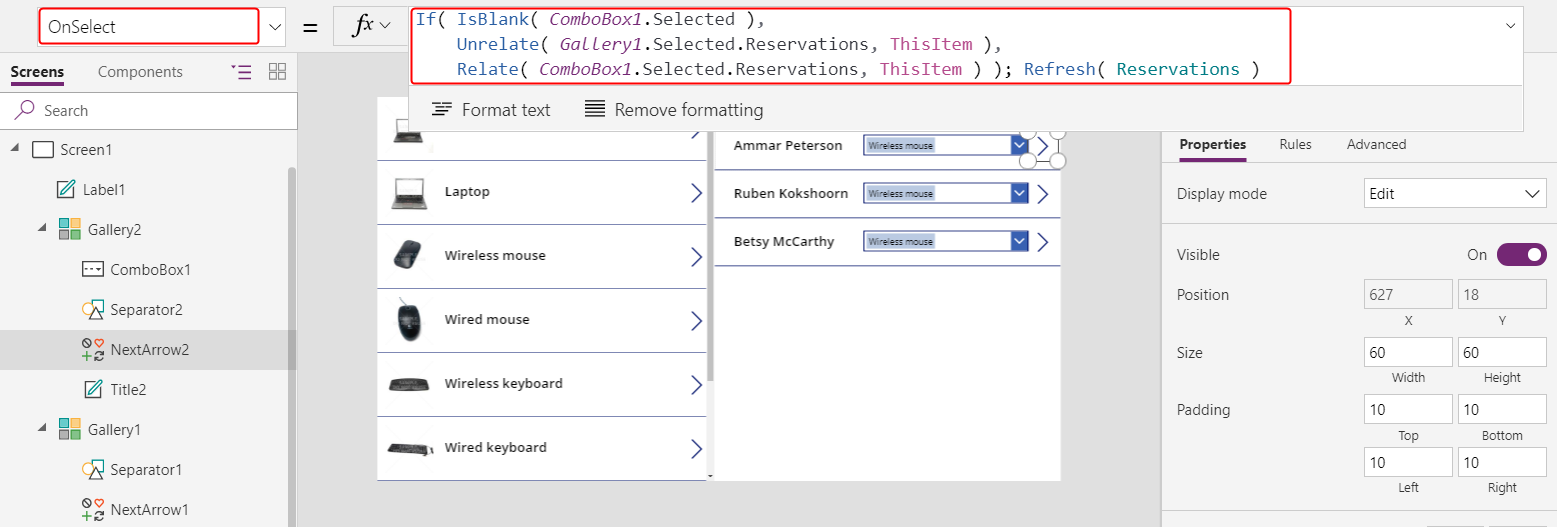 OnSelect
=
fx
If( IsBlank( ComboBox1.Selected ),
Unrelate( Gallery1.Selected.Reservations, ThisItem ),
Relate( ComboBox1.Selected.Reservations, ThisItem ) ); Refresh( Reservations )
Format text
Remove formatting
Screens
Components
Search
Screen1
Label1
Gallery2
ComboBox1
Separator2
NextArrow2
Title2
Gallery1
Separator1
NextArrow1
Laptop
Wireless mouse
Wired mouse
Wireless keyboard
Wired keyboard
Ammar Peterson
Wireless mouse
Ruben Kokshoorn
Wireless mouse
Betsy McCarthy
Wireless mouse
Properties
Rules
Advanced
Display mode
Edit
Visible
On
Position
627
18
X
Y
Size
60
60
Width
Height
Padding
10
10
Top
Bottom
10
10
Left
Right